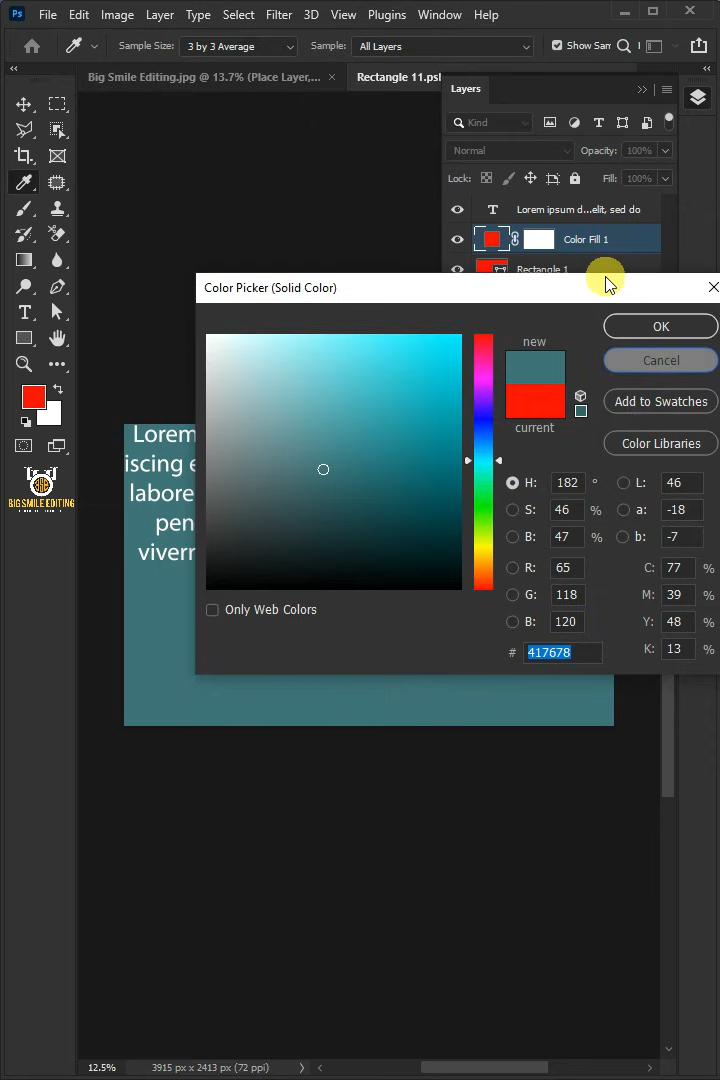 Ps File Edit Image Layer Type Select Filter 3D View Plugins Window Help
Sample Size: 3 by 3 Average Sample: All Layers Show Sam
Big Smile Editing.jpg @ 13.7% (Place Layer,... × Rectangle 11.psl
Layers
Kind
Normal Opacity: 100%
Lock: Fill: 100%
T Lorem ipsum d...elit, sed do
Color Fill 1
Rectangle 1
Color Picker (Solid Color)
new
OK
Cancel
Add to Swatches
current
Color Libraries
H: 182 ° L: 46
S: 46 % a: -18
B: 47 % b: -7
R: 65 C: 77 %
G: 118 M: 39 %
B: 120 Y: 48 %
# 417678 K: 13 %
Only Web Colors
Lorem
iscing e
labore
pen
viverr
BIG SMILE EDITING
12.5% 3915 px x 2413 px (72 ppi)